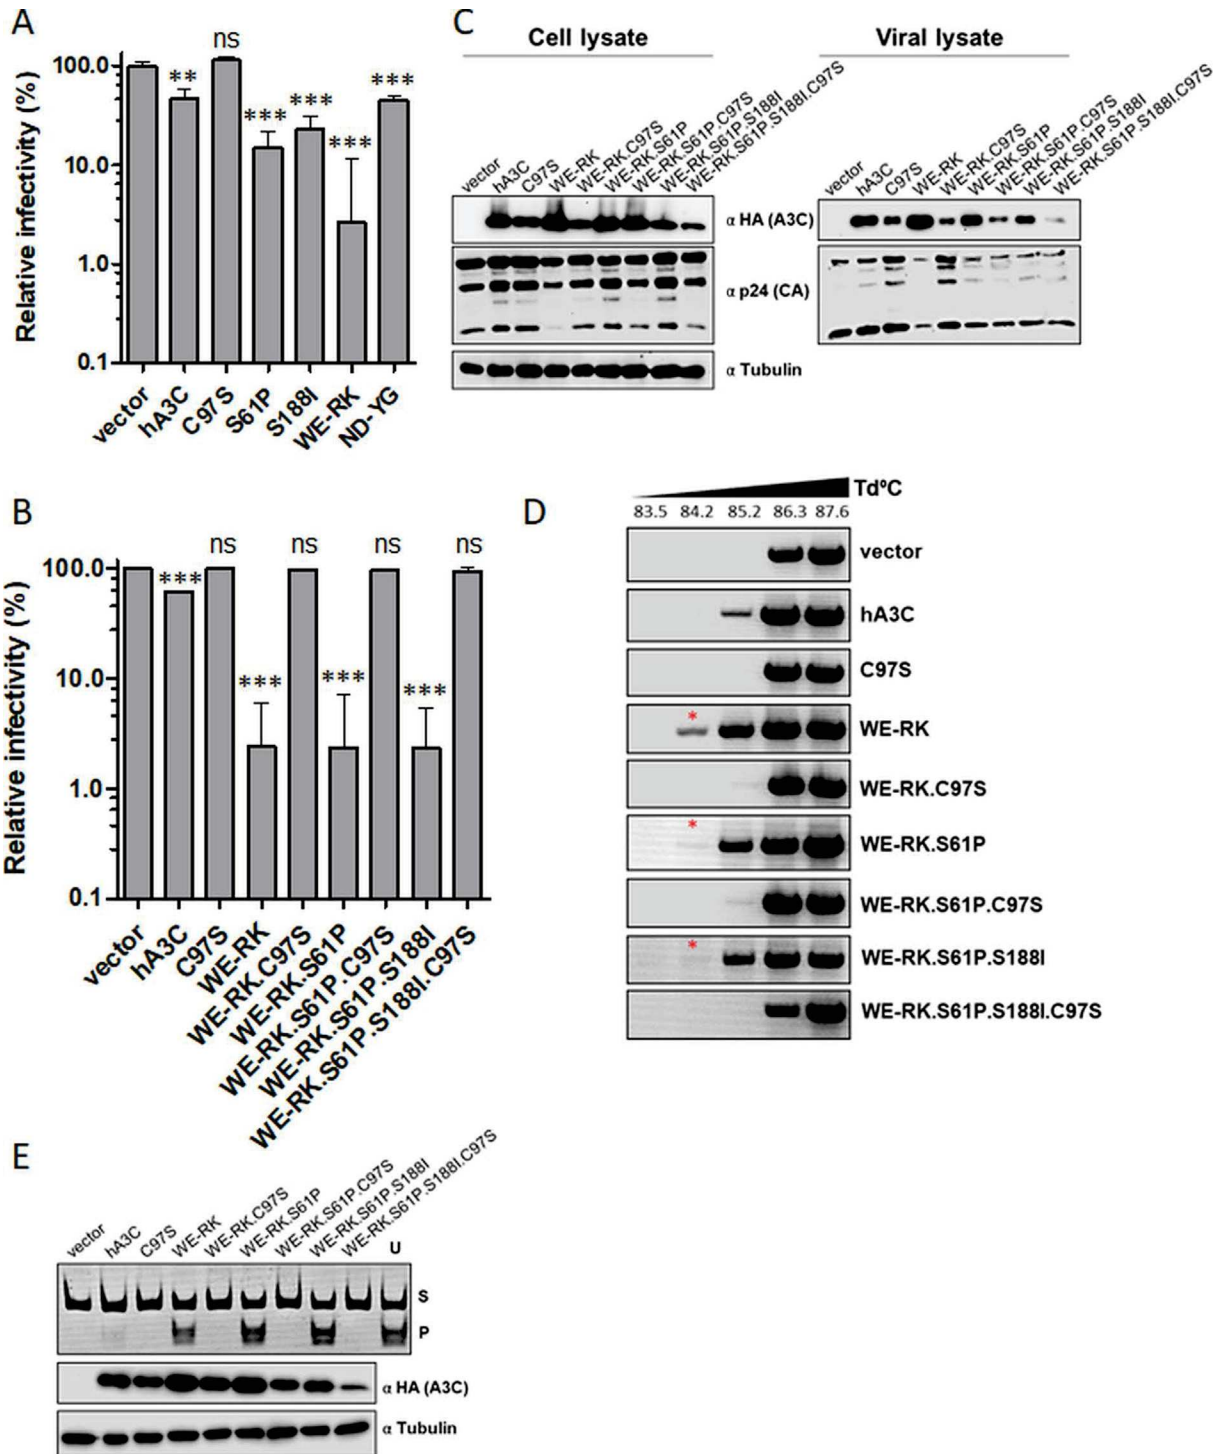 A
Relative infectivity (%)
ns
** *** *** *** ***
100.0
10.0
1.0
0.1
vector hA3C C97S S61P S188I WE-RK ND-YG
B
Relative infectivity (%)
ns ns ns ns
*** *** *** ***
100.0
10.0
1.0
0.1
vector
hA3C
C97S
WE-RK
WE-RK.C97S
WE-RK.S61P
WE-RK.S61P.C97S
WE-RK.S61P.S188I
WE-RK.S61P.S188I.C97S
C
Cell lysate
vector
hA3C
C97S
WE-RK
WE-RK.C97S
WE-RK.S61P
WE-RK.S61P.C97S
WE-RK.S61P.S188I
WE-RK.S61P.S188I.C97S
α HA (A3C)
α p24 (CA)
α Tubulin
Viral lysate
vector
hA3C
C97S
WE-RK
WE-RK.C97S
WE-RK.S61P
WE-RK.S61P.C97S
WE-RK.S61P.S188I
WE-RK.S61P.S188I.C97S
D
TdºC
83.5 84.2 85.2 86.3 87.6
vector
hA3C
C97S
* WE-RK
WE-RK.C97S
* WE-RK.S61P
WE-RK.S61P.C97S
* WE-RK.S61P.S188I
WE-RK.S61P.S188I.C97S
E
vector
hA3C
C97S
WE-RK
WE-RK.C97S
WE-RK.S61P
WE-RK.S61P.C97S
WE-RK.S61P.S188I
WE-RK.S61P.S188I.C97S
U
S
P
α HA (A3C)
α Tubulin